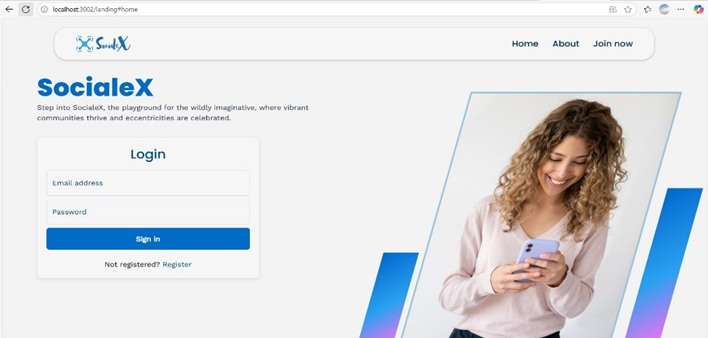 localhost:3002/landing#home
SocialeX
Home About Join now
SocialeX
Step into SocialeX, the playground for the wildly imaginative, where vibrant
communities thrive and eccentricities are celebrated.
Login
Email address
Password
Sign in
Not registered? Register